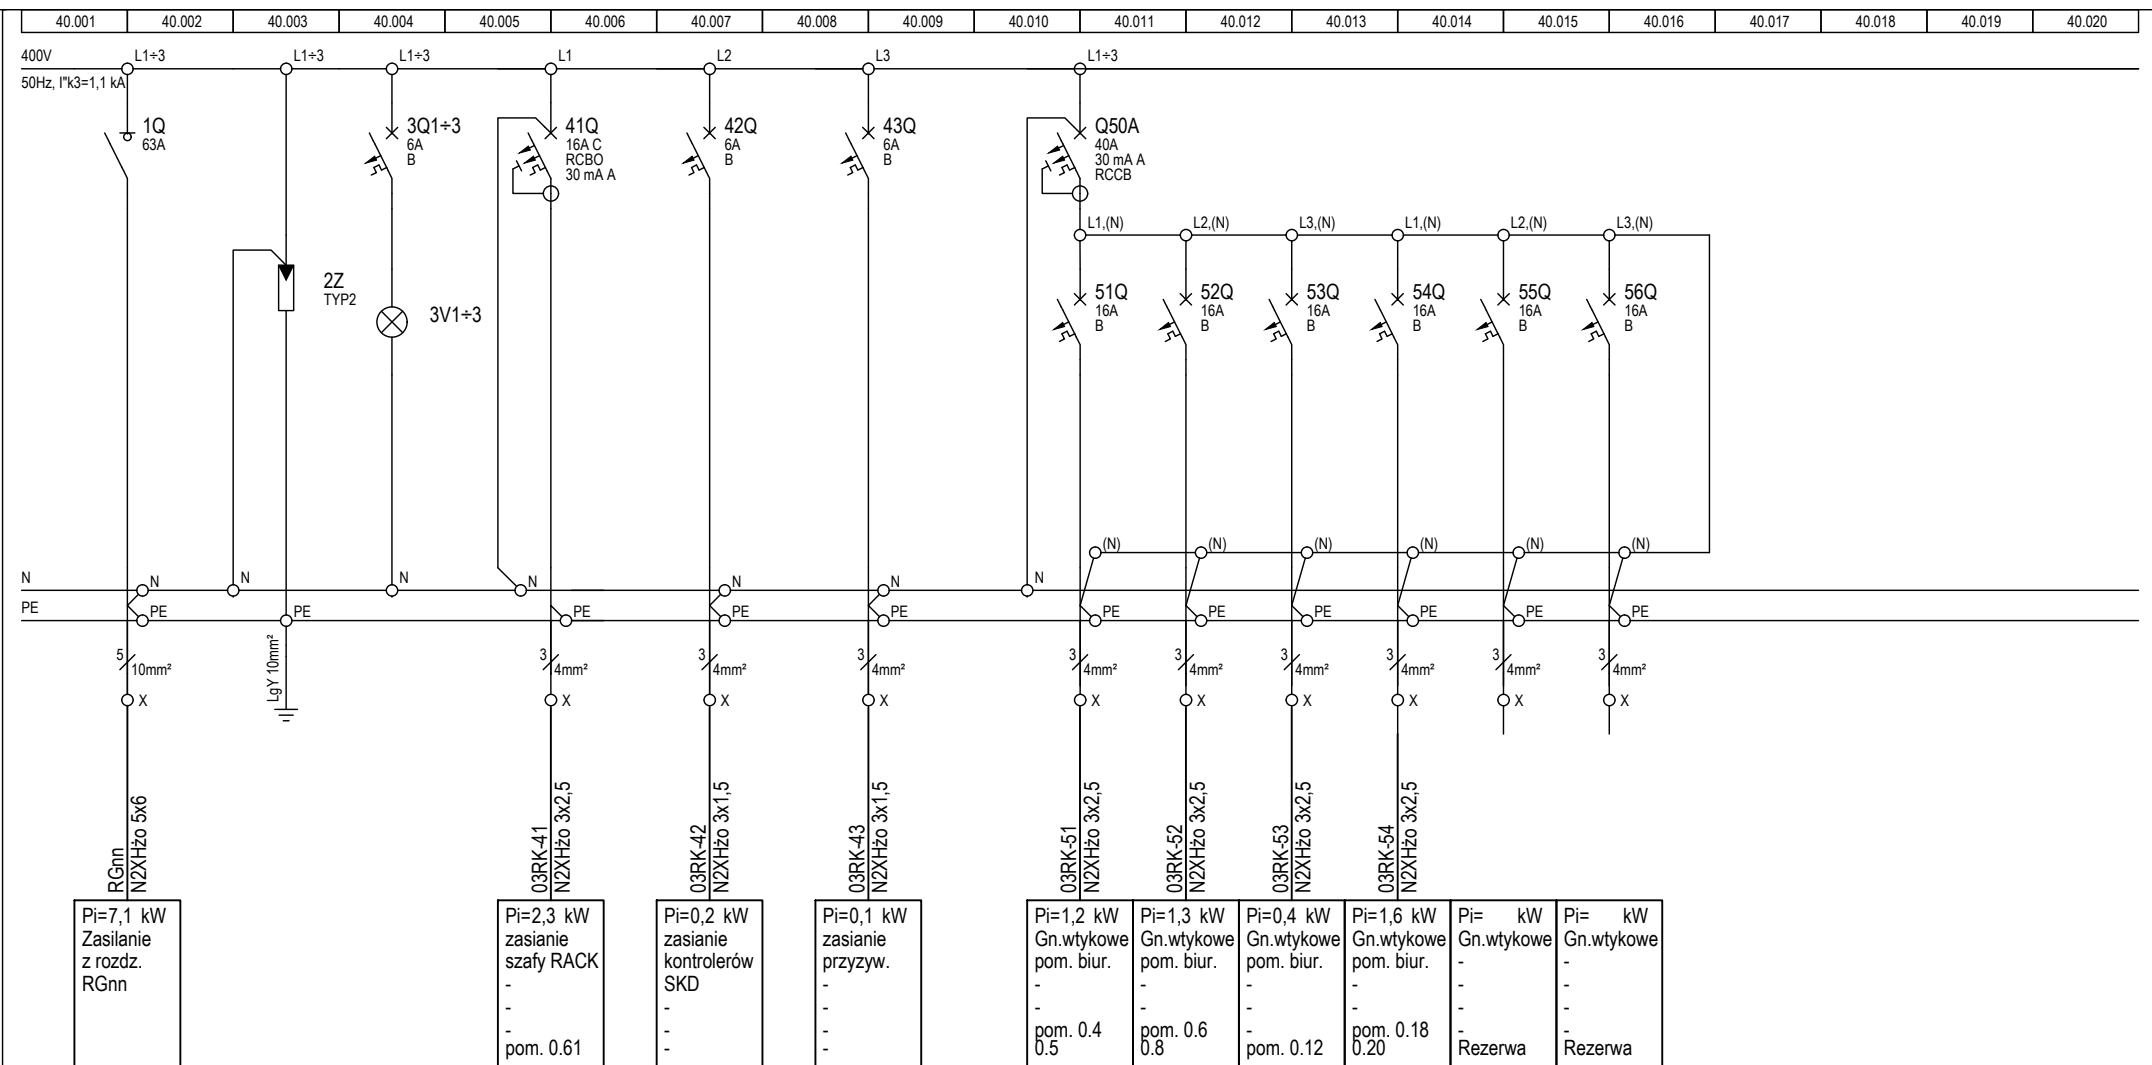 40.001 40.002 40.003 40.004 40.005 40.006 40.007 40.008 40.009 40.010 40.011 40.012 40.013 40.014 40.015 40.016 40.017 40.018 40.019 40.020
400V L1÷3 L1÷3 L1÷3 L1 L2 L3 L1÷3
50Hz, I"k3=1,1 kA
1Q
63A
2Z
TYP2
3Q1÷3
6A
B
3V1÷3
41Q
16A C
RCBO
30 mA A
42Q
6A
B
43Q
6A
B
Q50A
40A
30 mA A
RCCB
L1,(N) L2,(N) L3,(N) L1,(N) L2,(N) L3,(N)
51Q
16A
B
52Q
16A
B
53Q
16A
B
54Q
16A
B
55Q
16A
B
56Q
16A
B
(N) (N) (N) (N) (N) (N)
N N N N N N N N
PE PE PE PE PE PE PE PE PE PE PE PE
5 10mm²
LgY 10mm²
3 4mm² 3 4mm² 3 4mm² 3 4mm² 3 4mm² 3 4mm² 3 4mm² 3 4mm² 3 4mm²
X X X X X X X X X X
RGnn
N2XHżo 5x6
03RK-41
N2XHżo 3x2,5
03RK-42
N2XHżo 3x1,5
03RK-43
N2XHżo 3x1,5
03RK-51
N2XHżo 3x2,5
03RK-52
N2XHżo 3x2,5
03RK-53
N2XHżo 3x2,5
03RK-54
N2XHżo 3x2,5
Pi=7,1 kW
Zasilanie
z rozdz.
RGnn
Pi=2,3 kW
zasianie
szafy RACK
-
-
-
pom. 0.61
Pi=0,2 kW
zasianie
kontrolerów
SKD
-
-
-
Pi=0,1 kW
zasianie
przyzyw.
-
-
-
-
Pi=1,2 kW
Gn.wtykowe
pom. biur.
-
-
pom. 0.4
0.5
Pi=1,3 kW
Gn.wtykowe
pom. biur.
-
-
pom. 0.6
0.8
Pi=0,4 kW
Gn.wtykowe
pom. biur.
-
-
-
pom. 0.12
Pi=1,6 kW
Gn.wtykowe
pom. biur.
-
-
pom. 0.18
0.20
Pi= kW
Gn.wtykowe
-
-
-
-
Rezerwa
Pi= kW
Gn.wtykowe
-
-
-
-
Rezerwa